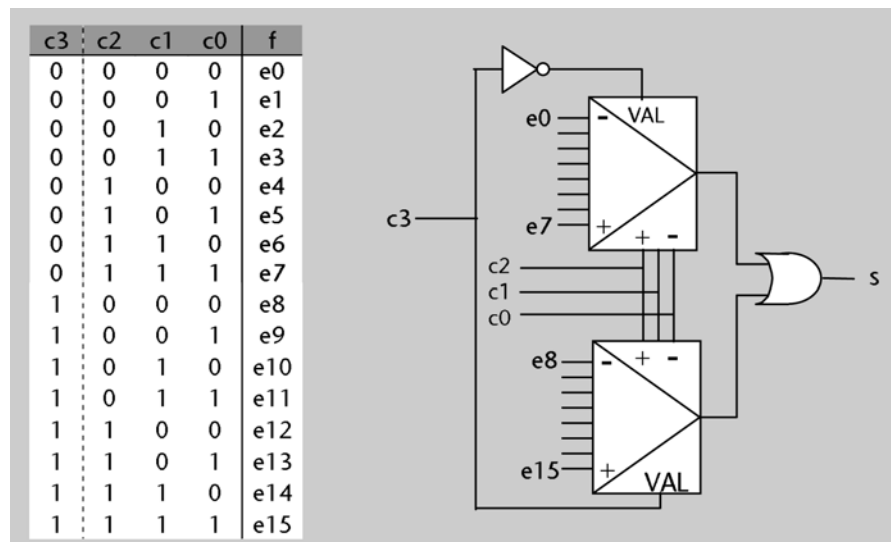 c3 c2 c1 c0 f
0 0 0 0 e0
0 0 0 1 e1
0 0 1 0 e2
0 0 1 1 e3
0 1 0 0 e4
0 1 0 1 e5
0 1 1 0 e6
0 1 1 1 e7
1 0 0 0 e8
1 0 0 1 e9
1 0 1 0 e10
1 0 1 1 e11
1 1 0 0 e12
1 1 0 1 e13
1 1 1 0 e14
1 1 1 1 e15
e0 - VAL
e7 +
+ -
c3
c2
c1
c0
s
+ -
e8 -
e15 +
VAL